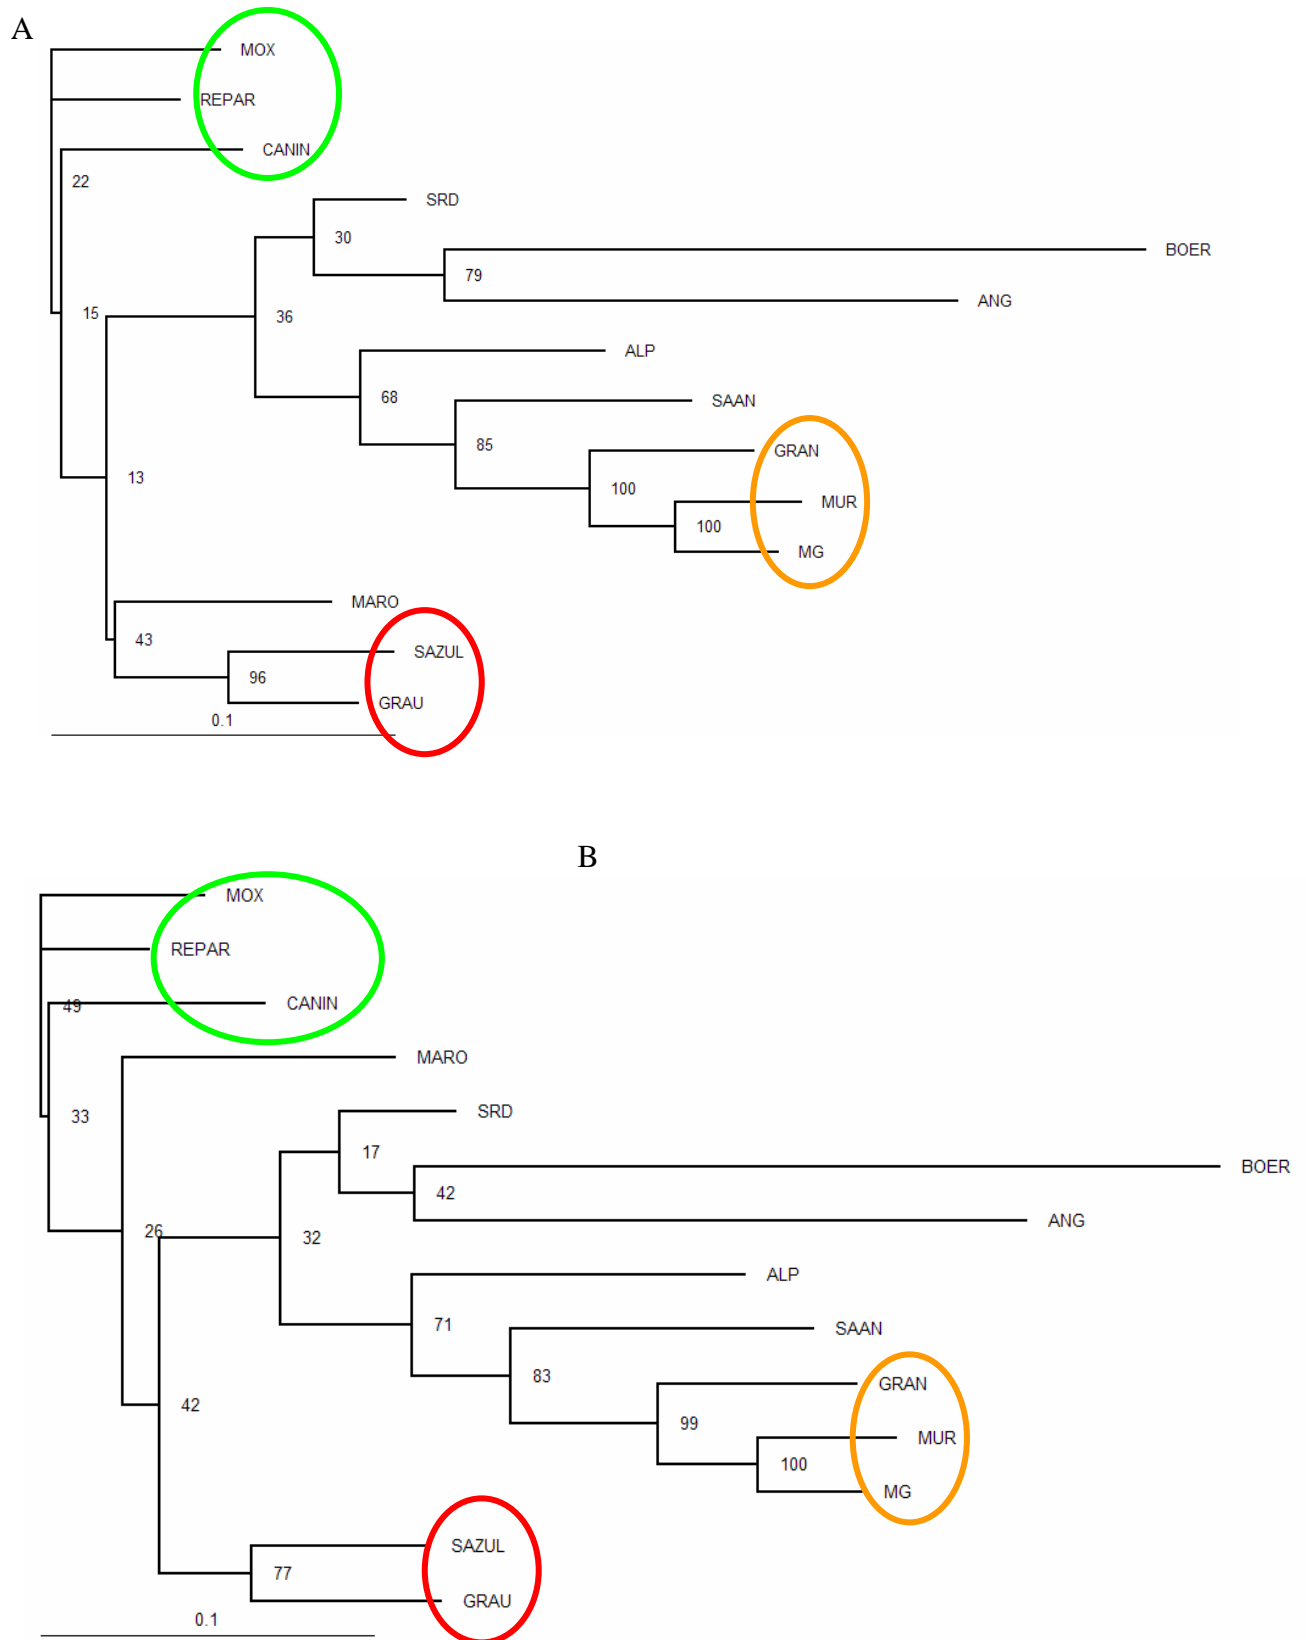 A
MOX
REPAR
CANIN
22
SRD
30
BOER
79
ANG
15
36
ALP
68
SAAN
85
GRAN
13
100
MUR
100
MG
MARO
43
SAZUL
96
GRAU
0.1
B
MOX
REPAR
49
CANIN
MARO
33
SRD
17
BOER
42
ANG
26
32
ALP
71
SAAN
83
GRAN
42
99
MUR
100
MG
SAZUL
77
GRAU
0.1